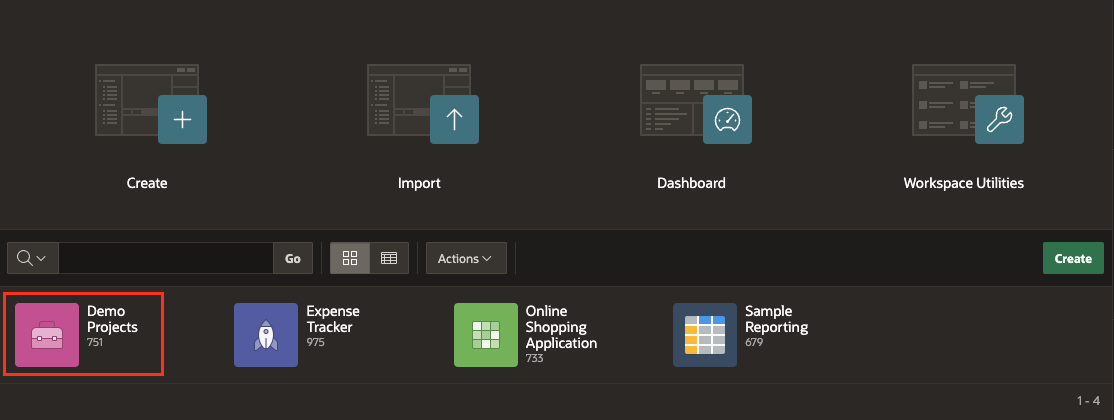 Create
Import
Dashboard
Workspace Utilities
Go
Actions
Create
Demo
Projects
751
Expense
Tracker
975
Online
Shopping
Application
733
Sample
Reporting
679
1 - 4